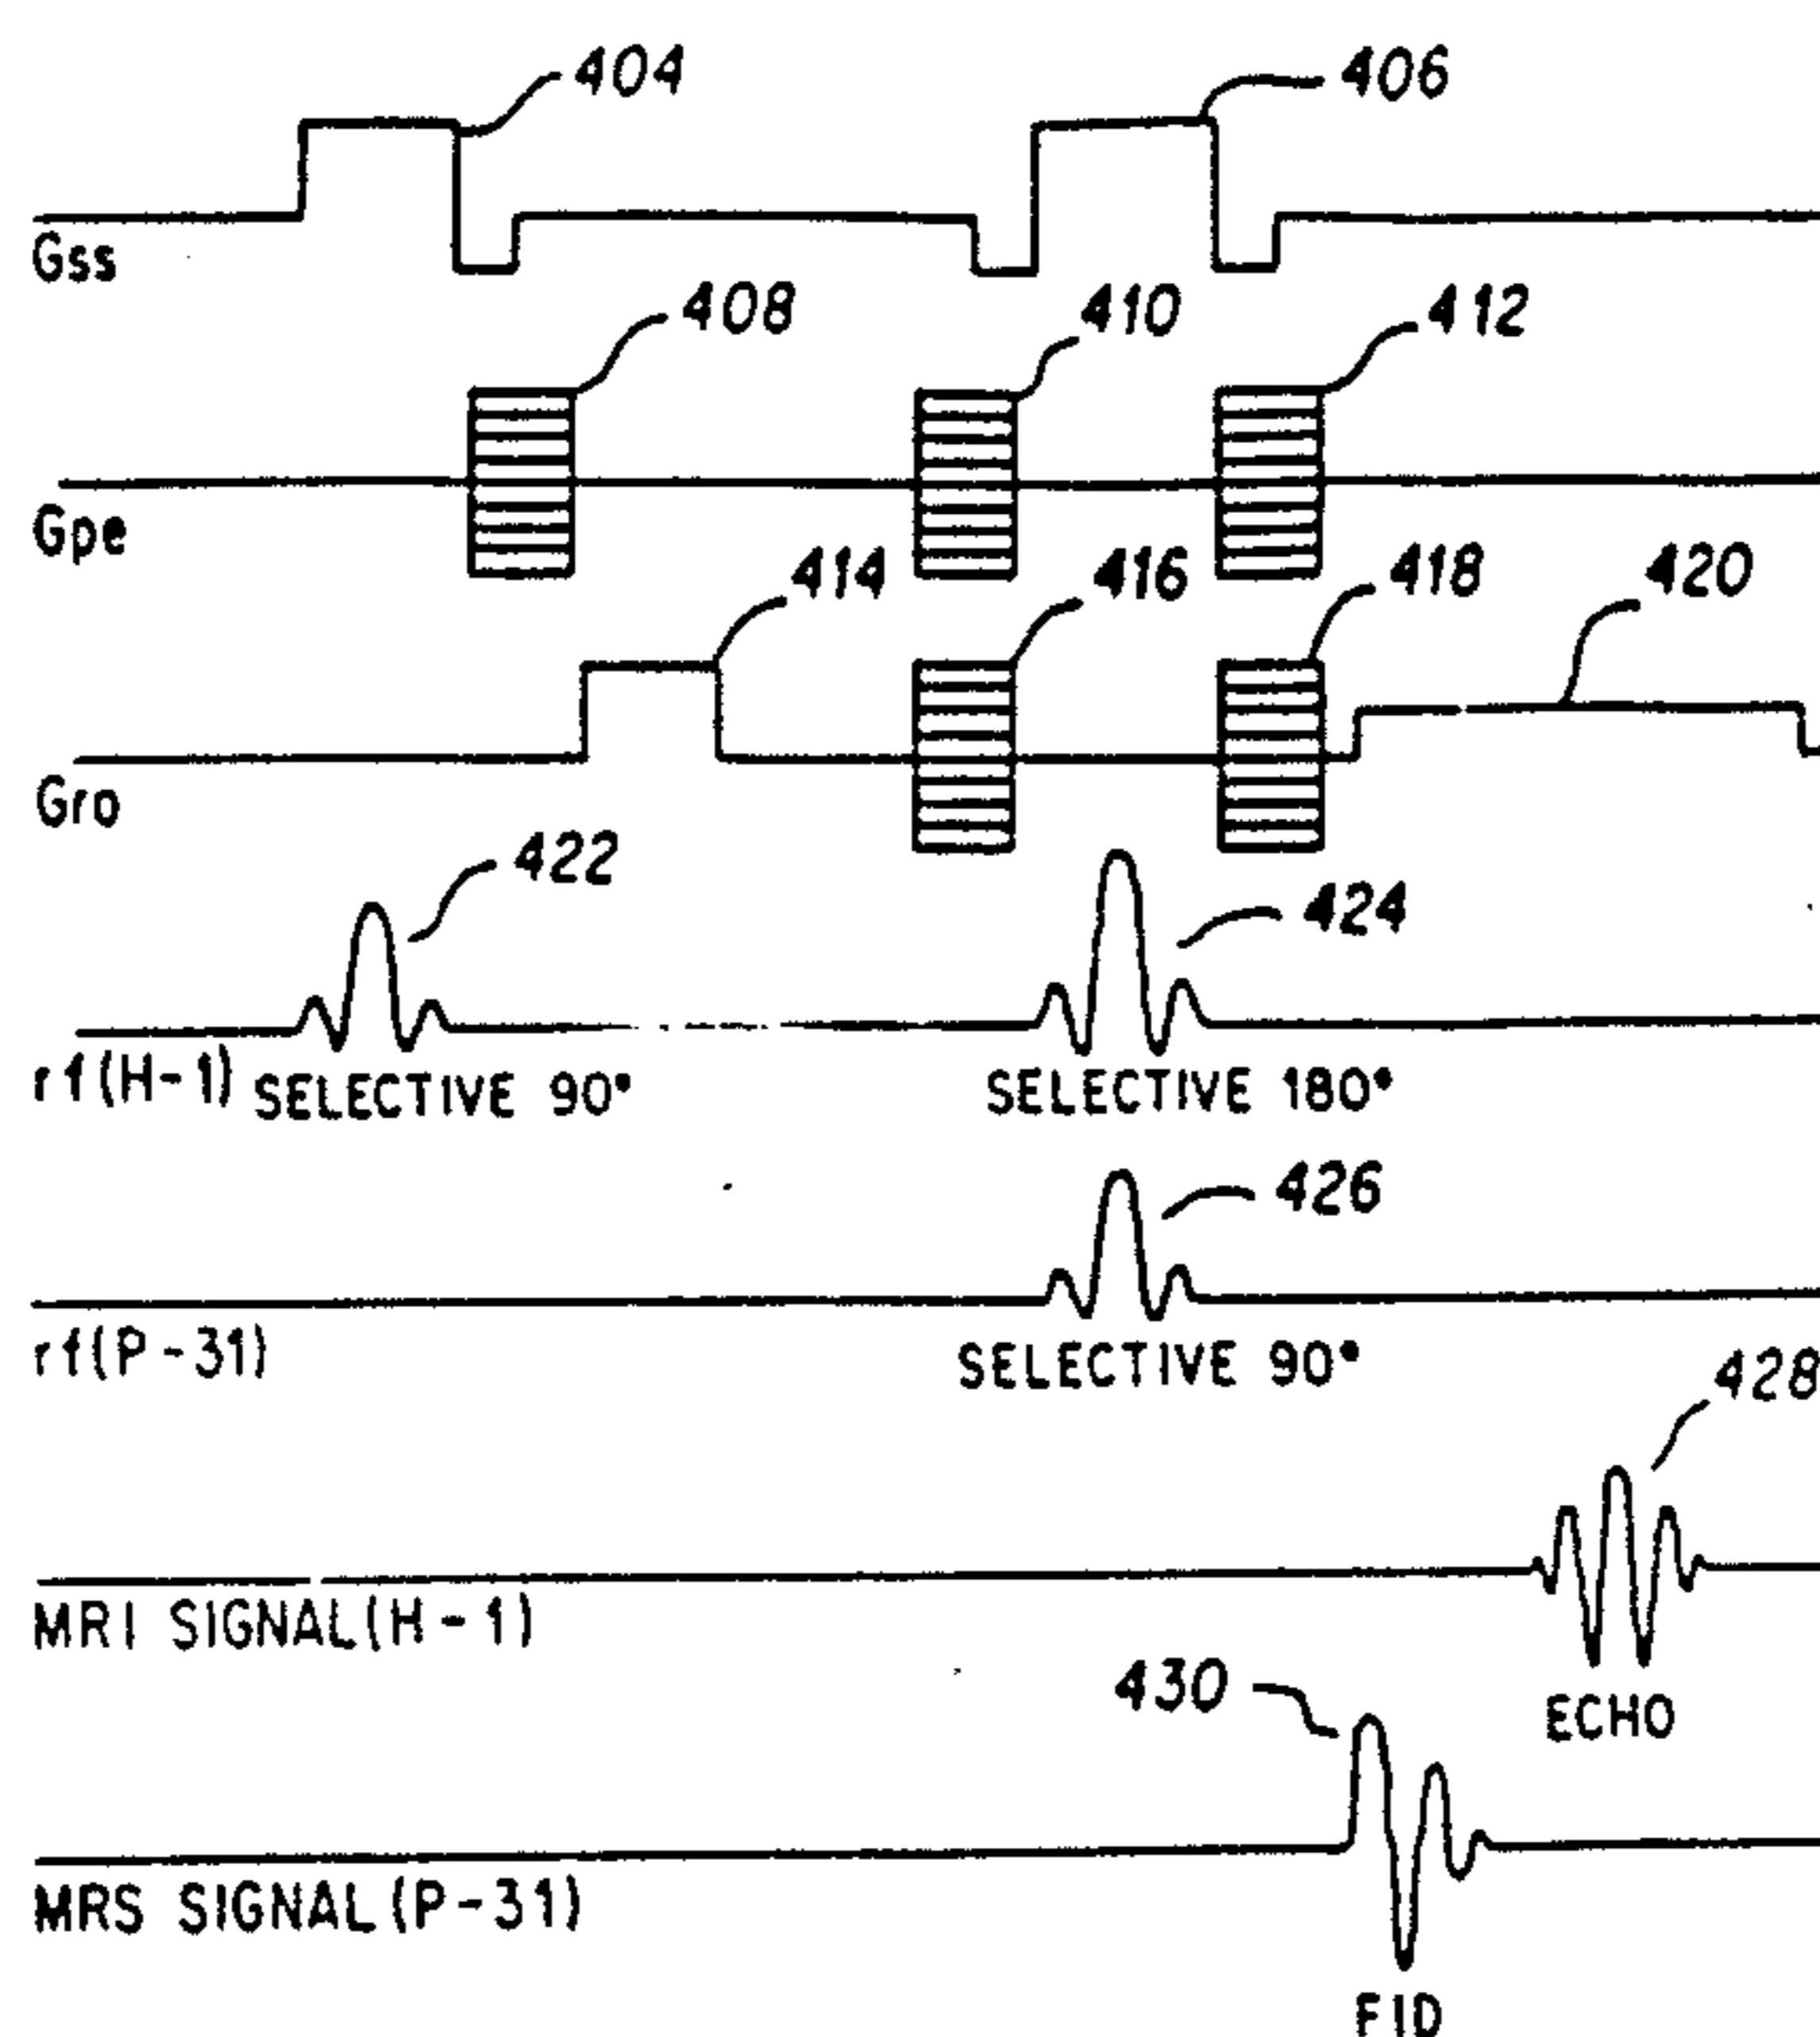 404 406
Gss
408 410 412
Gpe
414 416 418 420
Gro
422 424
rf(H-1) SELECTIVE 90° SELECTIVE 180°
426
rf(P-31) SELECTIVE 90°
428
MRI SIGNAL(H-1)
ECHO
430
MRS SIGNAL(P-31)
FID